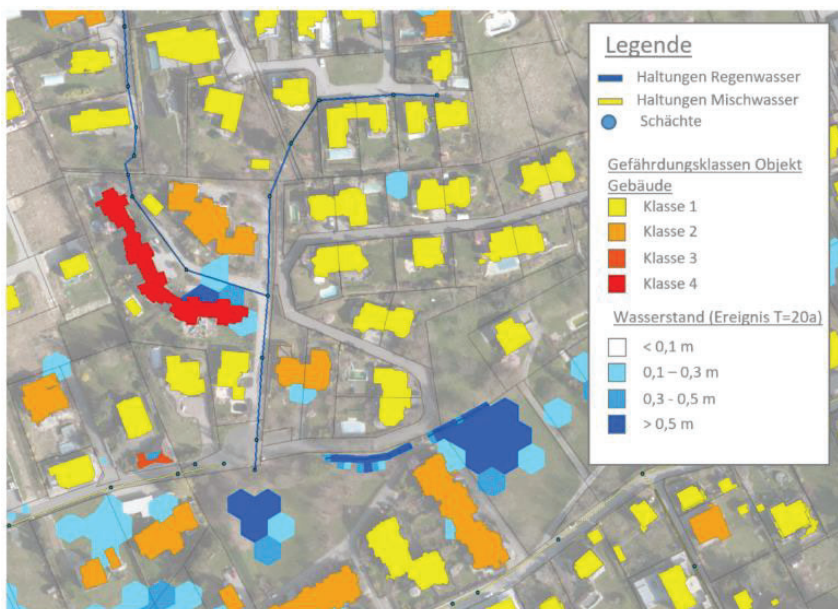 Legende
Haltungen Regenwasser
Haltungen Mischwasser
Schächte
Gefährdungsklassen Objekt
Gebäude
Klasse 1
Klasse 2
Klasse 3
Klasse 4
Wasserstand (Ereignis T=20a)
< 0,1 m
0,1 – 0,3 m
0,3 - 0,5 m
> 0,5 m